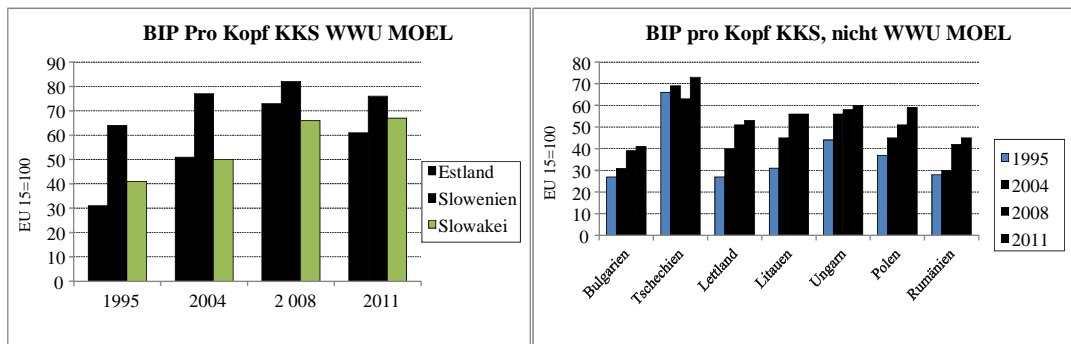 BIP Pro Kopf KKS WWU MOEL
EU 15=100
90
80
70
60
50
40
30
20
10
0
1995
2004
2 008
2011
Estland
Slowenien
Slowakei
BIP pro Kopf KKS, nicht WWU MOEL
EU 15=100
80
70
60
50
40
30
20
10
0
Bulgarien
Tschechien
Lettland
Litauen
Ungarn
Polen
Rumänien
1995
2004
2008
2011